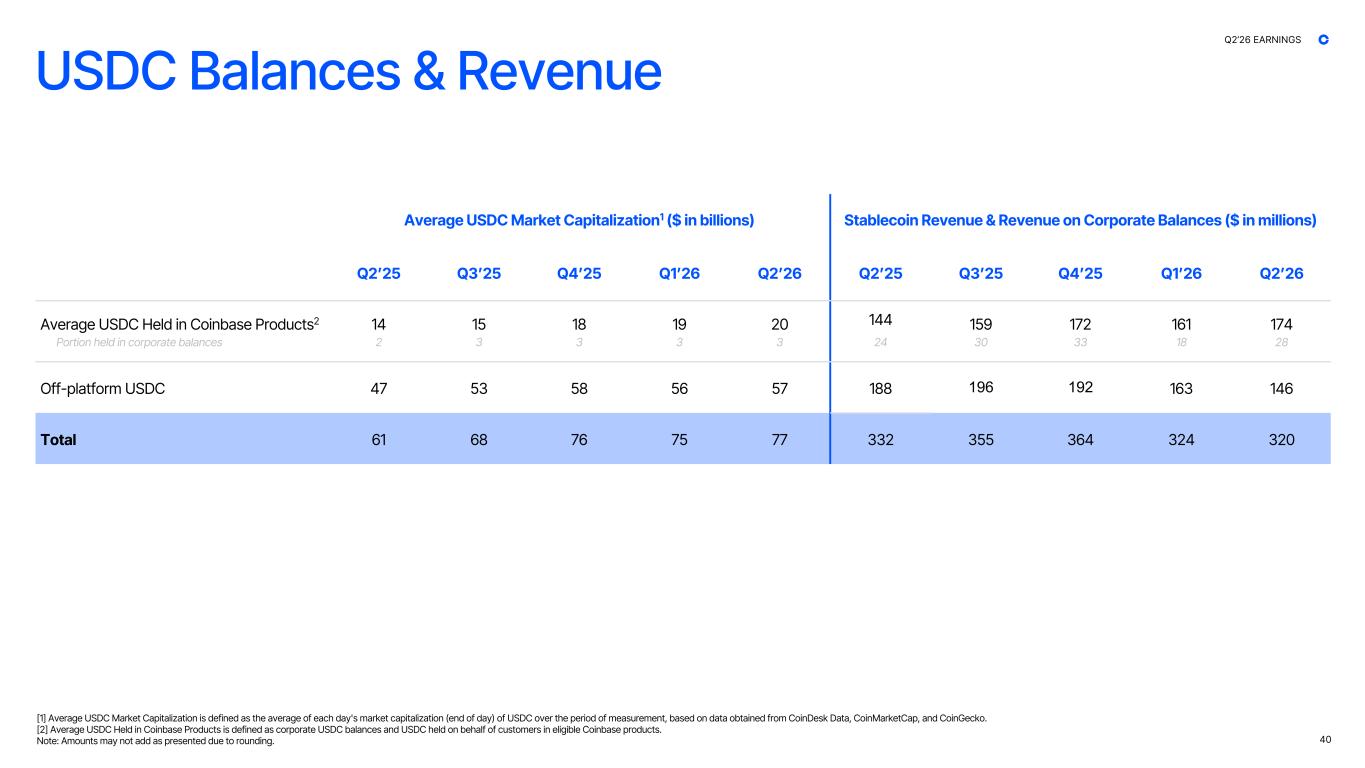 Q2'26 EARNINGS
USDC Balances & Revenue
Average USDC Market Capitalization¹ ($ in billions) Stablecoin Revenue & Revenue on Corporate Balances ($ in millions)
Q2'25 Q3'25 Q4'25 Q1'26 Q2'26 Q2'25 Q3'25 Q4'25 Q1'26 Q2'26
Average USDC Held in Coinbase Products² 14 15 18 19 20 144 159 172 161 174
Portion held in corporate balances 2 3 3 3 3 24 30 33 18 28
Off-platform USDC 47 53 58 56 57 188 196 192 163 146
Total 61 68 76 75 77 332 355 364 324 320
[1] Average USDC Market Capitalization is defined as the average of each day's market capitalization (end of day) of USDC over the period of measurement, based on data obtained from CoinDesk Data, CoinMarketCap, and CoinGecko.
[2] Average USDC Held in Coinbase Products is defined as corporate USDC balances and USDC held on behalf of customers in eligible Coinbase products.
Note: Amounts may not add as presented due to rounding.
40